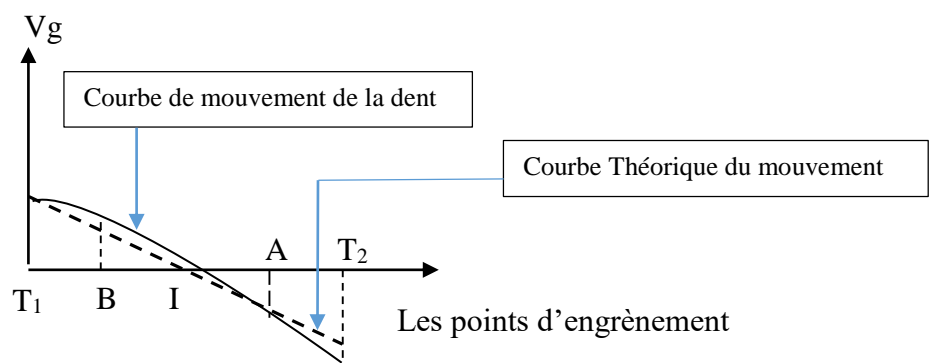 Vg
Courbe de mouvement de la dent
Courbe Théorique du mouvement
A T₂
T₁ B I
Les points d'engrènement